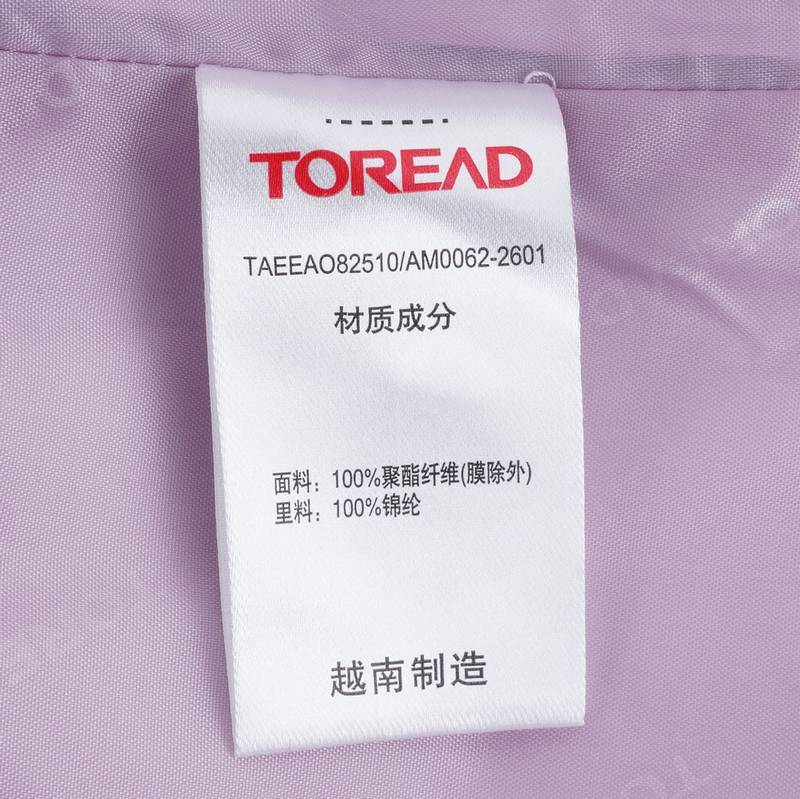 TOREAD
TAEEAO82510/AM0062-2601
材质成分
面料：100%聚酯纤维(膜除外)
里料：100%锦纶
越南制造